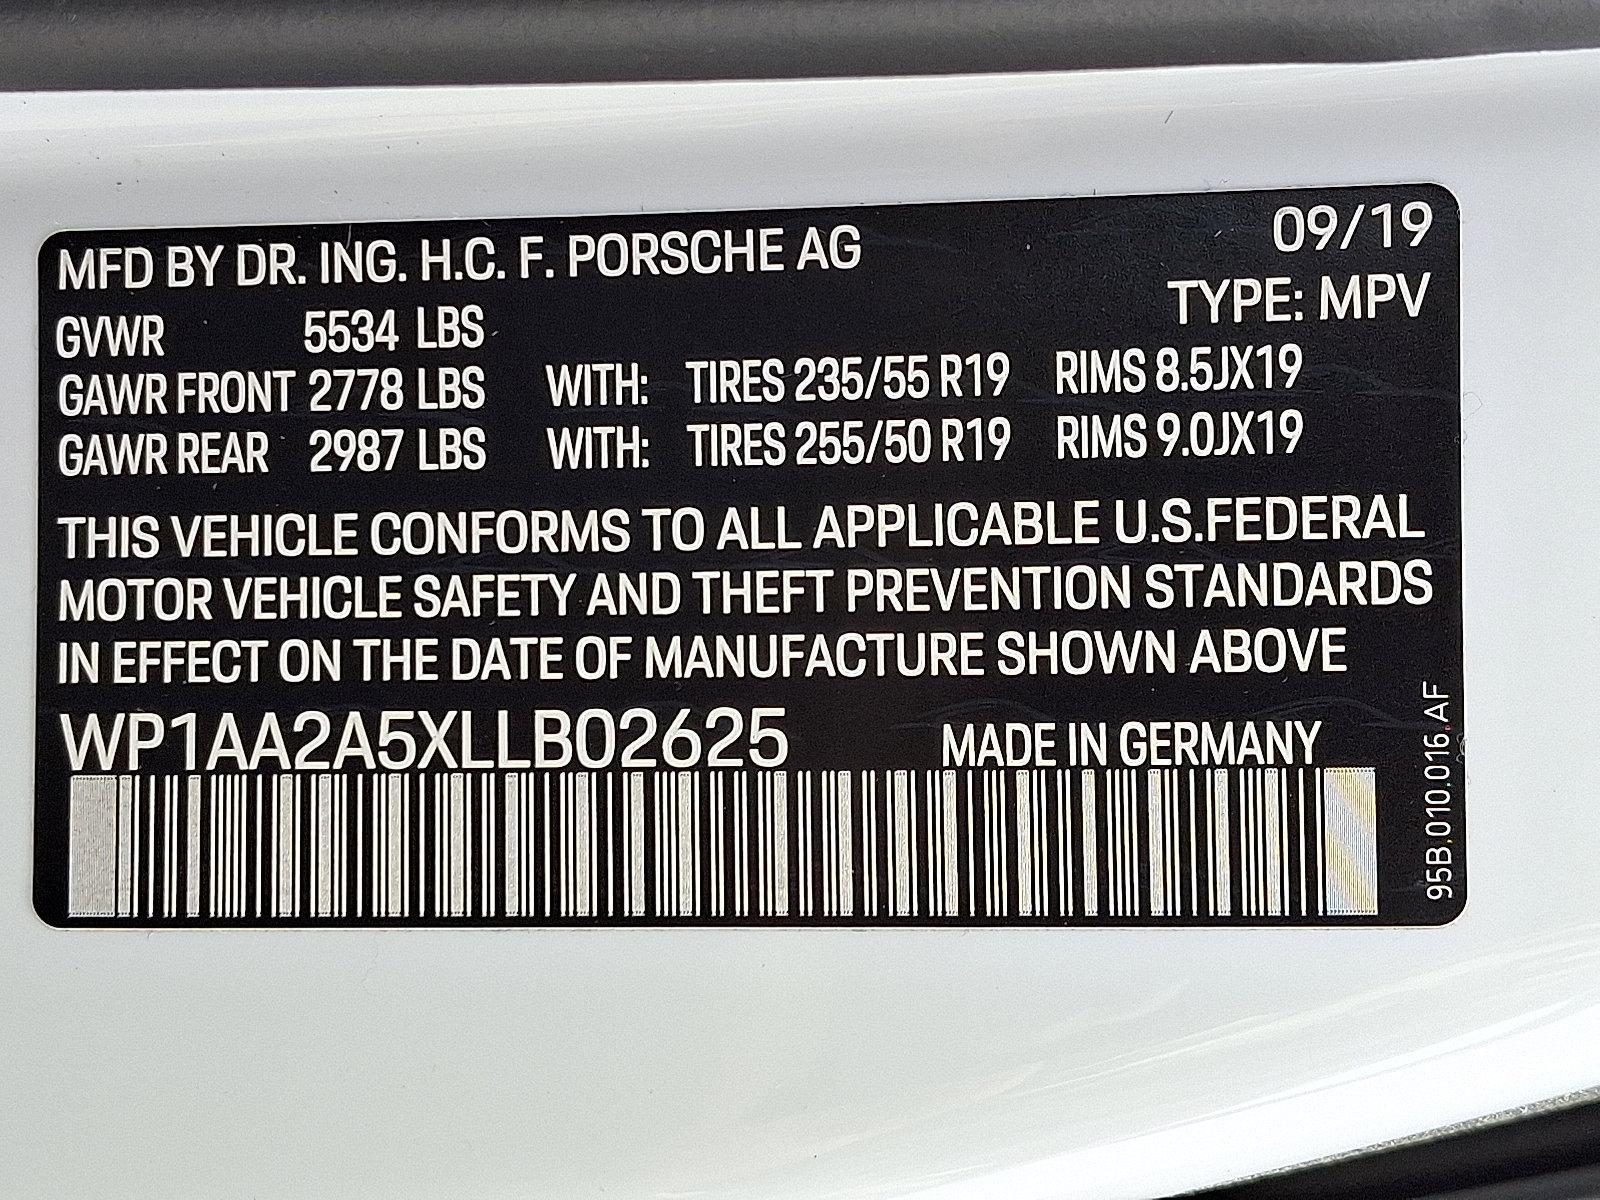 MFD BY DR. ING. H.C. F. PORSCHE AG 09/19
TYPE: MPV
GVWR 5534 LBS
GAWR FRONT 2778 LBS WITH: TIRES 235/55 R19 RIMS 8.5JX19
GAWR REAR 2987 LBS WITH: TIRES 255/50 R19 RIMS 9.0JX19
THIS VEHICLE CONFORMS TO ALL APPLICABLE U.S.FEDERAL
MOTOR VEHICLE SAFETY AND THEFT PREVENTION STANDARDS
IN EFFECT ON THE DATE OF MANUFACTURE SHOWN ABOVE
WP1AA2A5XLLB02625 MADE IN GERMANY
95B.010.016.AF